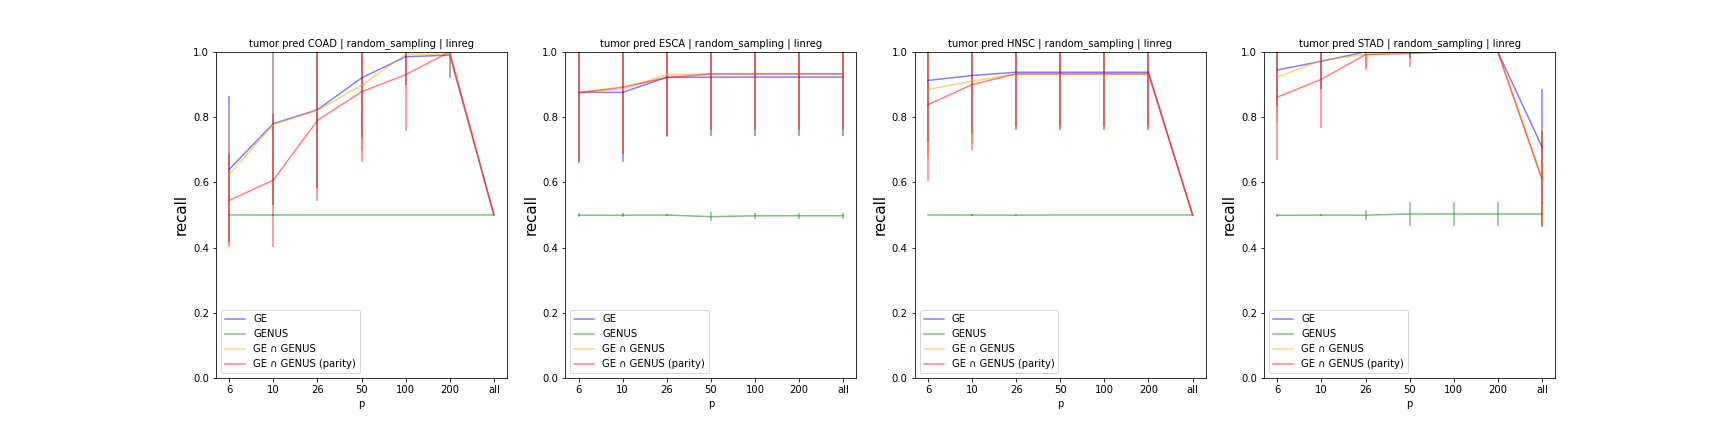 tumor pred COAD | random_sampling | linreg
1.0
0.8
0.6
0.4
0.2
0.0
recall
GE
GENUS
GE ∩ GENUS
GE ∩ GENUS (parity)
6 10 26 50 100 200 all
p
tumor pred ESCA | random_sampling | linreg
1.0
0.8
0.6
0.4
0.2
0.0
recall
GE
GENUS
GE ∩ GENUS
GE ∩ GENUS (parity)
6 10 26 50 100 200 all
p
tumor pred HNSC | random_sampling | linreg
1.0
0.8
0.6
0.4
0.2
0.0
recall
GE
GENUS
GE ∩ GENUS
GE ∩ GENUS (parity)
6 10 26 50 100 200 all
p
tumor pred STAD | random_sampling | linreg
1.0
0.8
0.6
0.4
0.2
0.0
recall
GE
GENUS
GE ∩ GENUS
GE ∩ GENUS (parity)
6 10 26 50 100 200 all
p